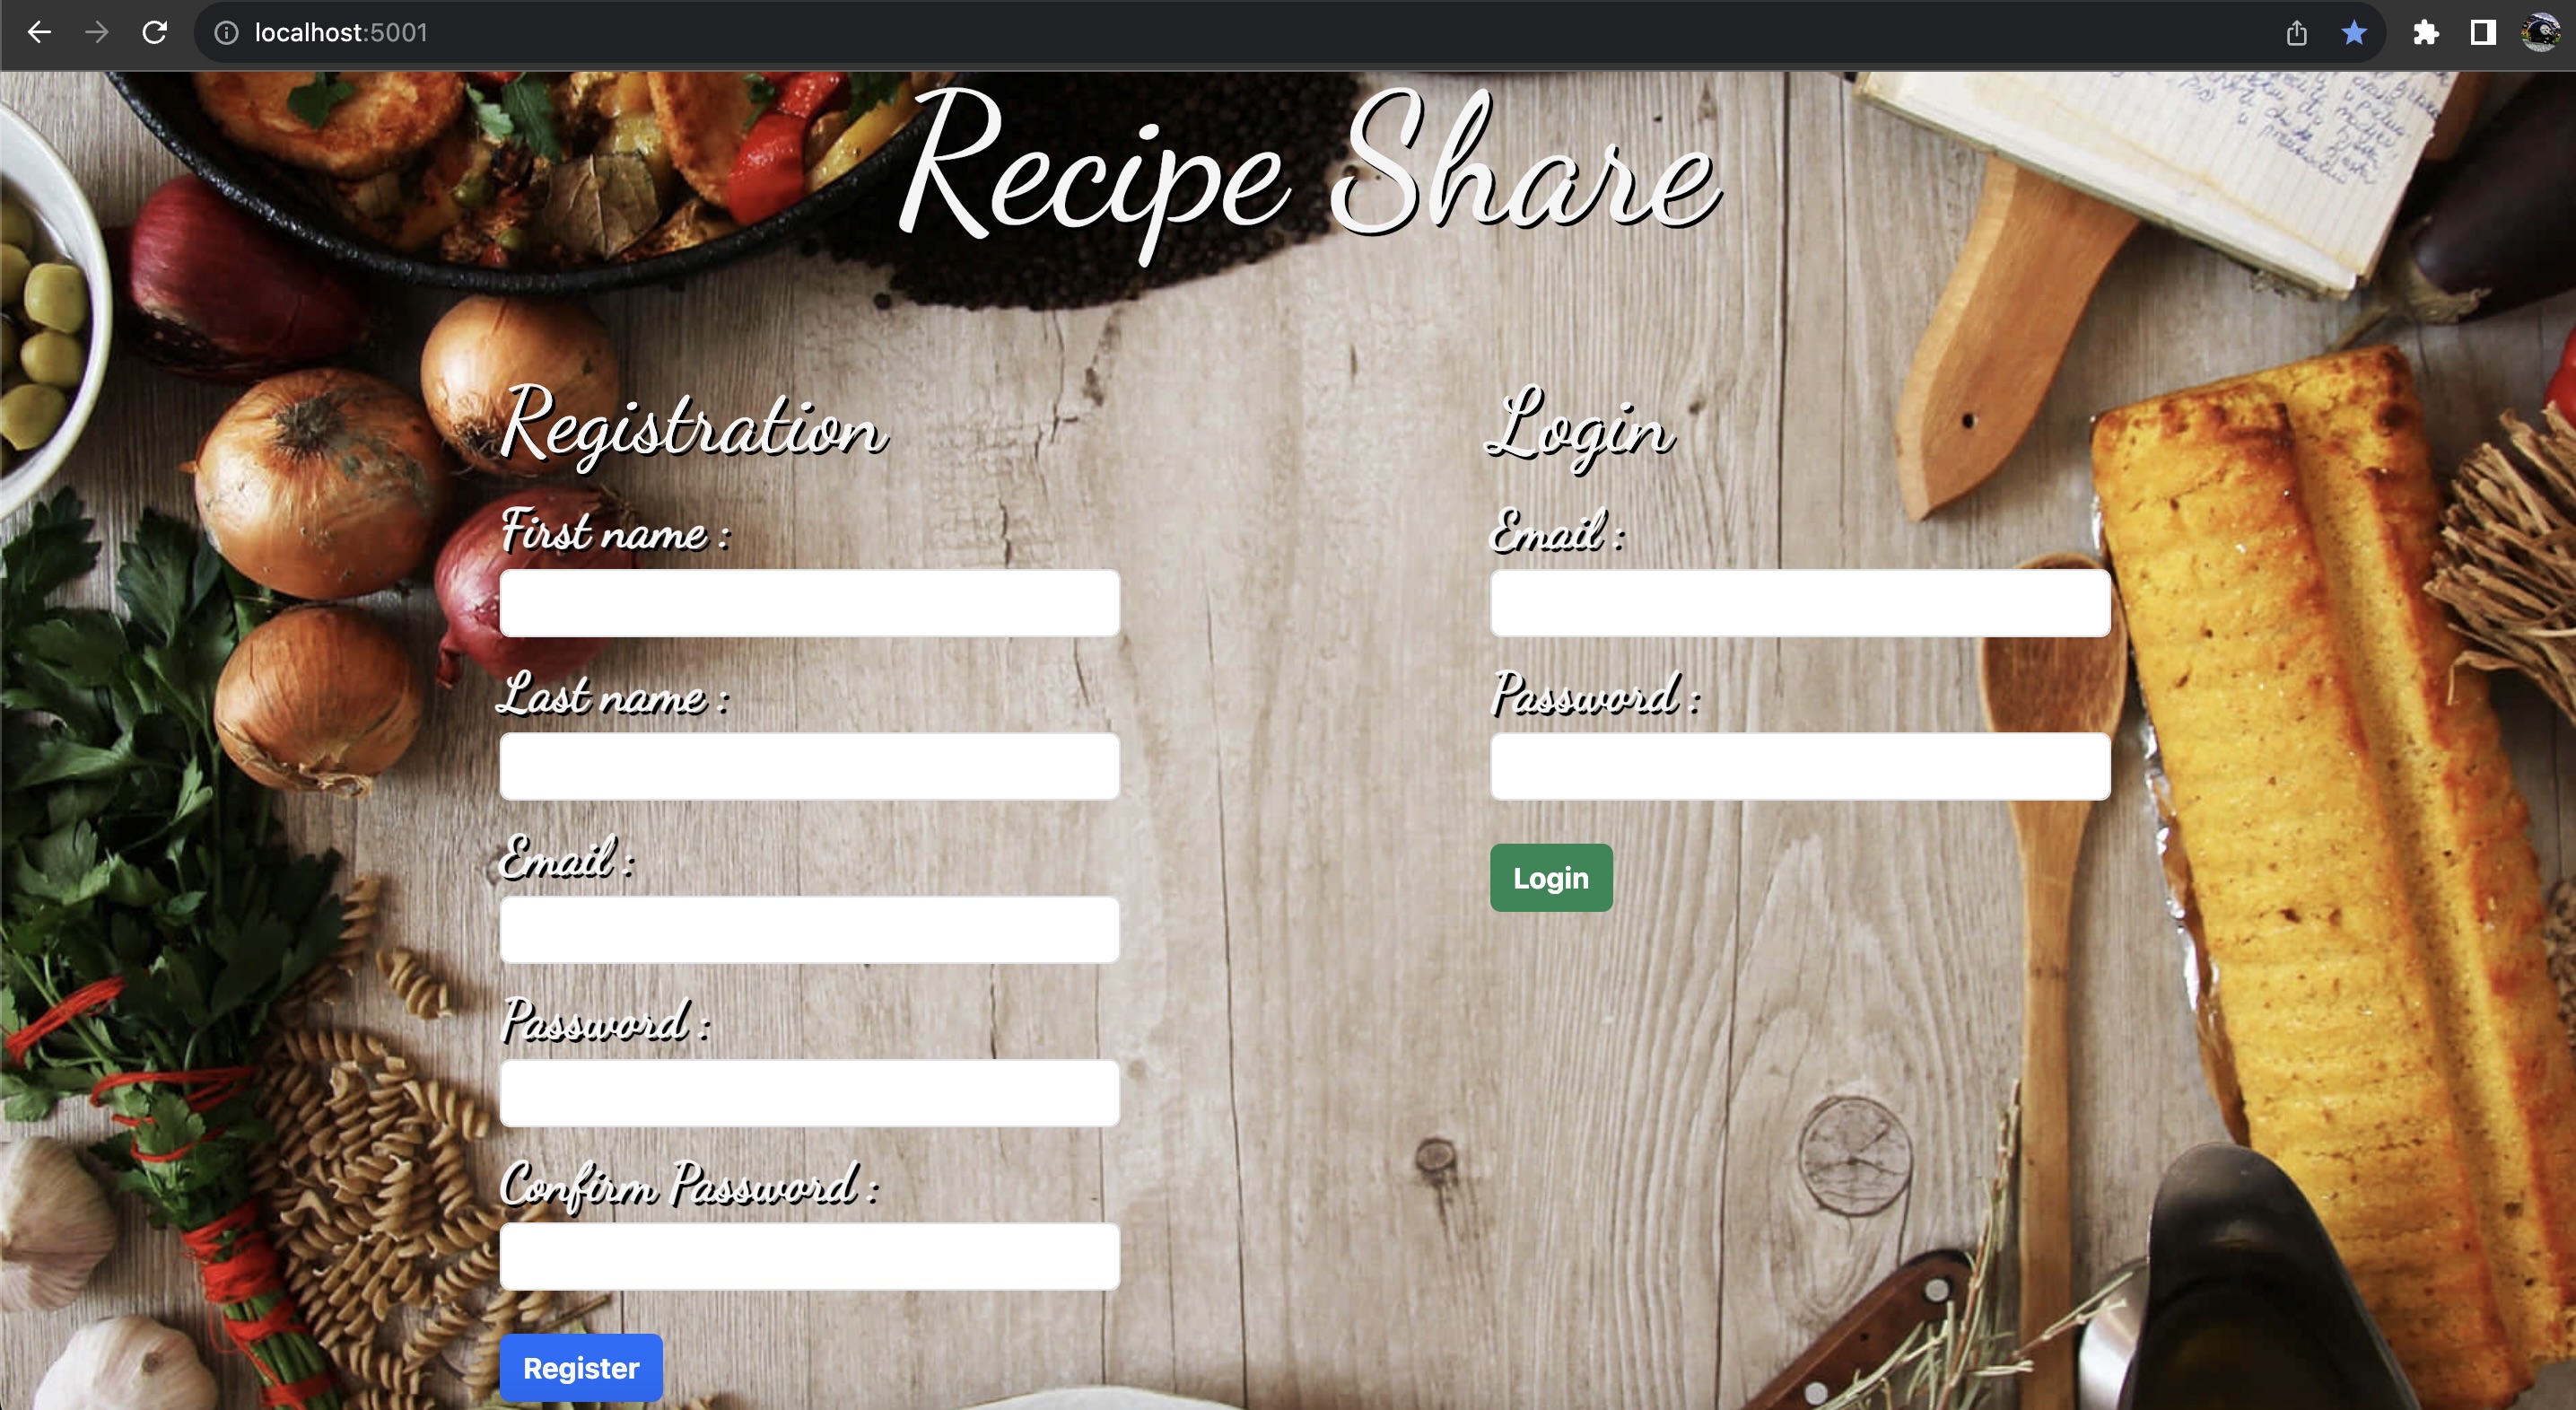 localhost:5001
Recipe Share
Registration
First name :
Last name :
Email :
Password :
Confirm Password :
Register
Login
Email :
Password :
Login